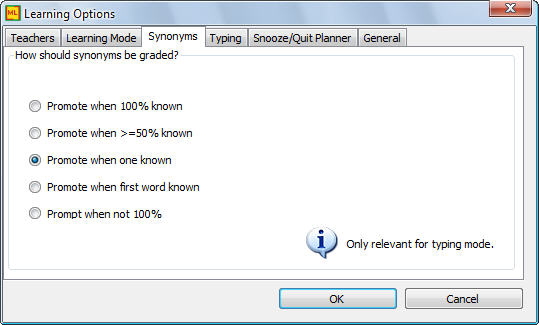 ML Learning Options
Teachers Learning Mode Synonyms Typing Snooze/Quit Planner General
How should synonyms be graded?
Promote when 100% known
Promote when >=50% known
Promote when one known
Promote when first word known
Prompt when not 100%
Only relevant for typing mode.
OK Cancel